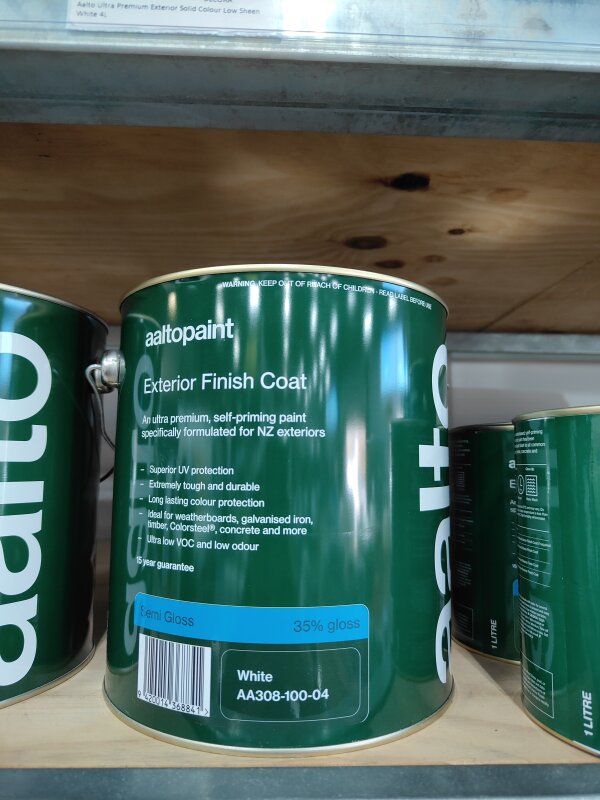 Aalto Ultra Premium Exterior Solid Colour Low Sheen
White 4L
WARNING KEEP OUT OF REACH OF CHILDREN - READ LABEL BEFORE USE
aaltopaint
Exterior Finish Coat
An ultra premium, self-priming paint
specifically formulated for NZ exteriors
- Superior UV protection
- Extremely tough and durable
- Long lasting colour protection
- Ideal for weatherboards, galvanised iron,
timber, Colorsteel®, concrete and more
- Ultra low VOC and low odour
15 year guarantee
Semi Gloss
35% gloss
White
AA308-100-04
9 420014 368841 >
aalto
aalto
1 LITRE
1 LITRE